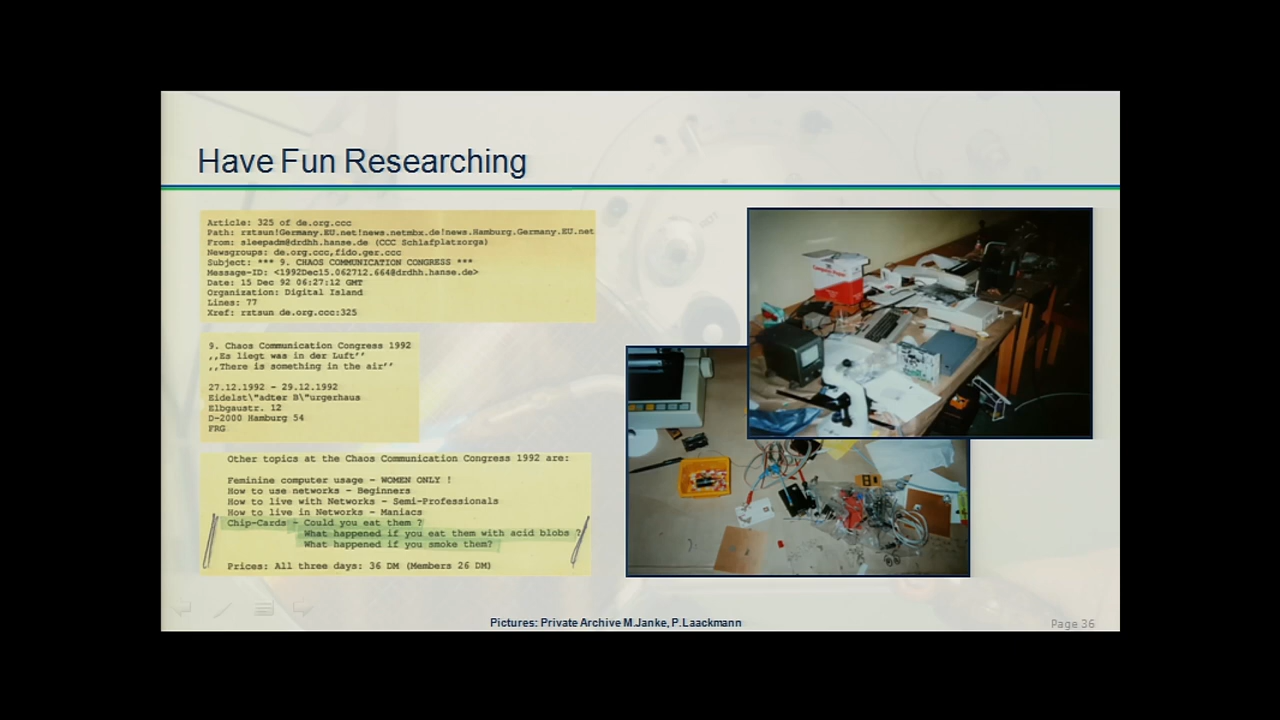 Have Fun Researching
Article: 325 of de.org.ccc
Path: rztsun!Germany.EU.net!news.netmbx.de!news.Hamburg.Germany.EU.net
From: sleepadm@drdhh.hanse.de (CCC Schlafplatzorga)
Newsgroups: de.org.ccc,fido.ger.ccc
Subject: *** 9. CHAOS COMMUNICATION CONGRESS ***
Message-ID: <1992Dec15.062712.664@drdhh.hanse.de>
Date: 15 Dec 92 06:27:12 GMT
Organization: Digital Island
Lines: 77
Xref: rztsun de.org.ccc:325
9. Chaos Communication Congress 1992
,,Es liegt was in der Luft''
,,There is something in the air''
27.12.1992 - 29.12.1992
Eidelst\"adter B\"urgerhaus
Elbgaustr. 12
D-2000 Hamburg 54
FRG
Other topics at the Chaos Communication Congress 1992 are:
Feminine computer usage - WOMEN ONLY !
How to use networks - Beginners
How to live with Networks - Semi-Professionals
How to live in Networks - Maniacs
Chip-Cards - Could you eat them ?
What happened if you eat them with acid blobs ?
What happened if you smoke them?
Prices: All three days: 36 DM (Members 26 DM)
Pictures: Private Archive M.Janke, P.Laackmann
Page 36